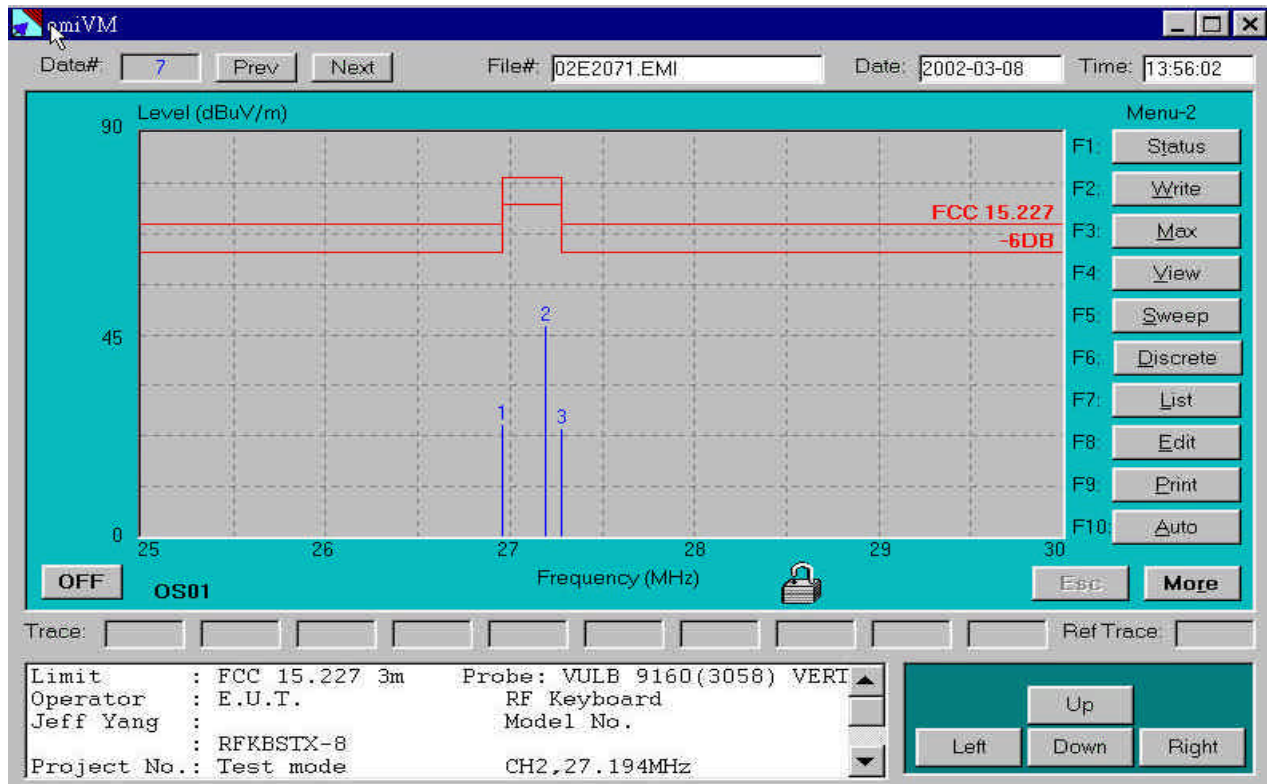 emiVM
Data#: 7 Prev Next File#: 02E2071.EMI Date: 2002-03-08 Time: 13:56:02
Level (dBuV/m) Menu-2
90
F1: Status
F2: Write
FCC 15.227
F3: Max
-6DB
F4: View
2
F5: Sweep
45
F6: Discrete
1 3
F7: List
F8: Edit
F9: Print
0
F10: Auto
25 26 27 28 29 30
Frequency (MHz)
OFF OS01 Esc More
Trace: Ref Trace:
Limit : FCC 15.227 3m Probe: VULB 9160(3058) VERT
Operator : E.U.T. RF Keyboard
Jeff Yang : Model No.
: RFKBSTX-8
Project No.: Test mode CH2,27.194MHz
Up
Left Down Right